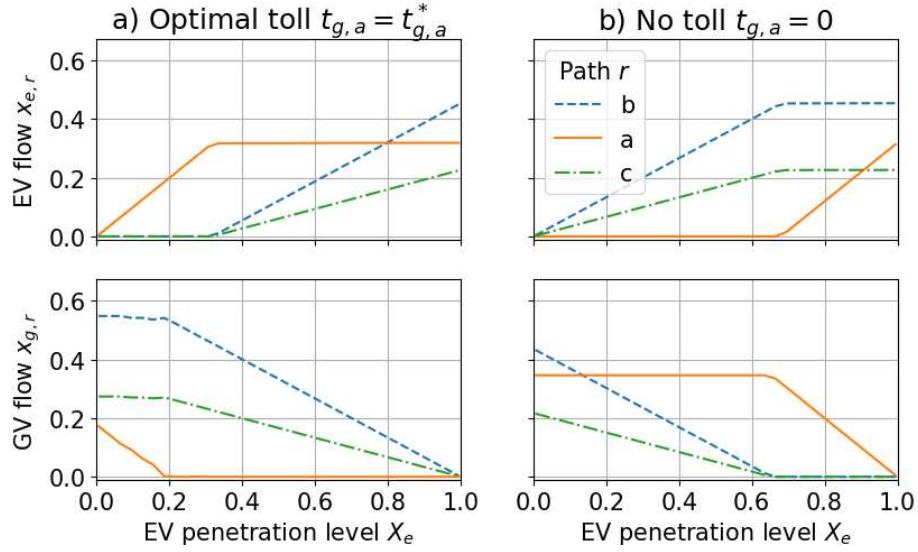 a) Optimal toll t_{g,a} = t^*_{g,a}
b) No toll t_{g,a} = 0
EV flow x_{e,r}
0.6
0.4
0.2
0.0
Path r
b
a
c
GV flow x_{g,r}
0.6
0.4
0.2
0.0
0.0 0.2 0.4 0.6 0.8 1.0
0.0 0.2 0.4 0.6 0.8 1.0
EV penetration level X_e
EV penetration level X_e